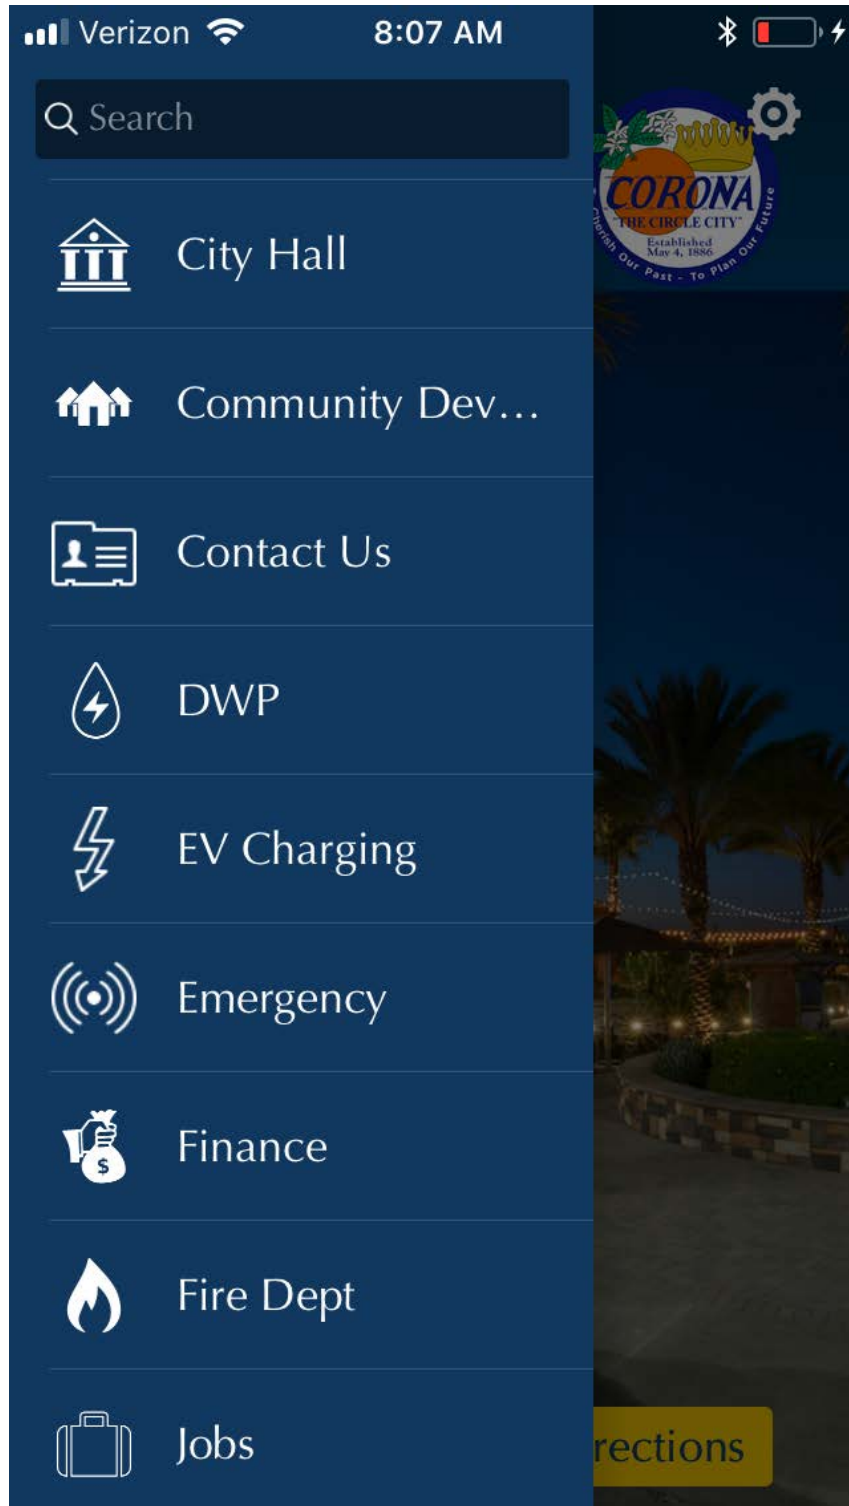 Verizon 8:07 AM
Search
CORONA
"THE CIRCLE CITY"
Established
May 4, 1886
Cherish Our Past - To Plan Our Future
City Hall
Community Dev...
Contact Us
DWP
EV Charging
Emergency
Finance
Fire Dept
Jobs
rections
$